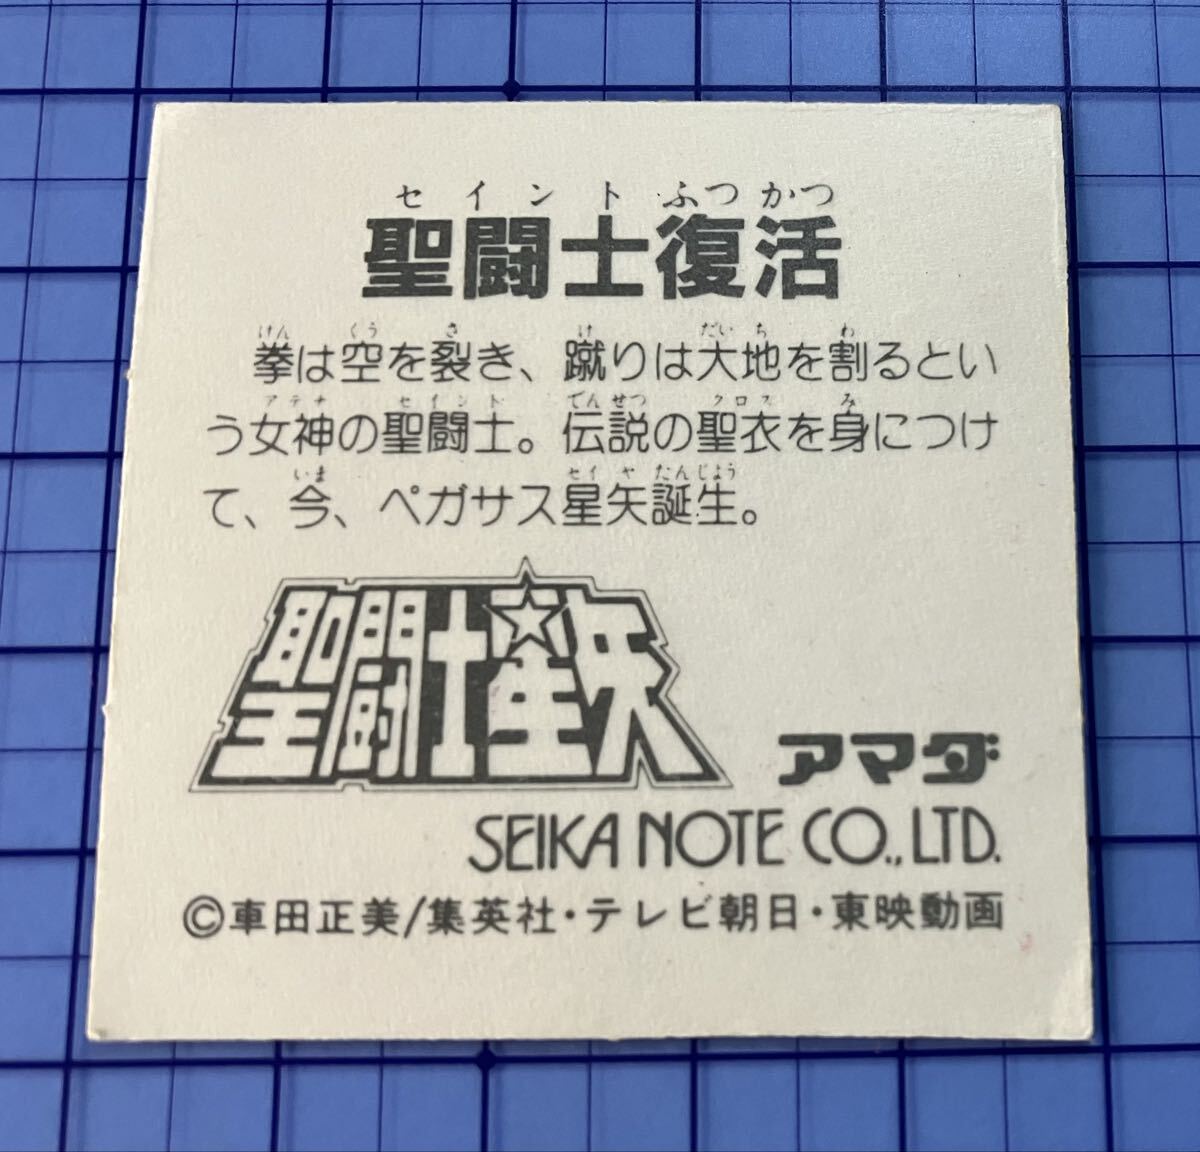 セイントふつかつ
聖闘士復活
けん くう さ け だいち わ
拳は空を裂き、蹴りは大地を割るとい
アテナ セイント でんせつ クロス み
う女神の聖闘士。伝説の聖衣を身につけ
いま セイヤ たんじょう
て、今、ペガサス星矢誕生。
聖闘士星矢
アマダ
SEIKA NOTE CO., LTD.
©車田正美/集英社・テレビ朝日・東映動画